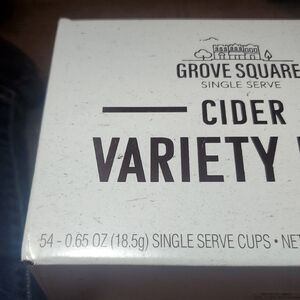 GROVE SQUARE
SINGLE SERVE
CIDER
VARIETY
54 - 0.65 OZ (18.5g) SINGLE SERVE CUPS • NET